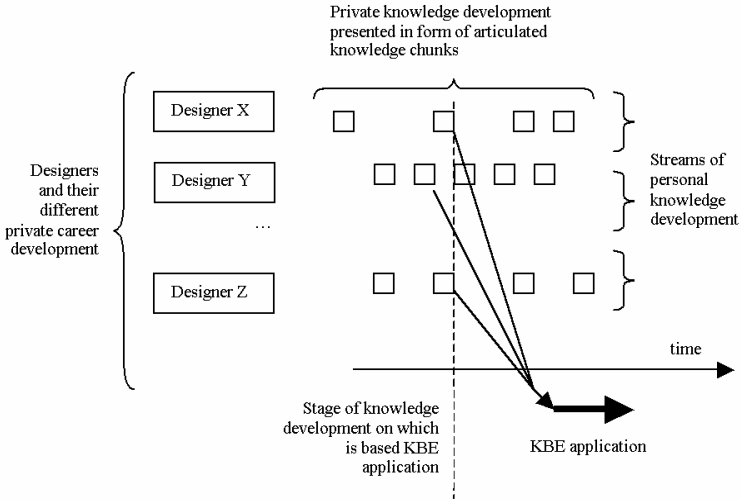 Private knowledge development
presented in form of articulated
knowledge chunks
Designer X
Designers
and their
different
private career
development
Designer Y
...
Designer Z
Streams of
personal
knowledge
development
time
Stage of knowledge
development on which
is based KBE
application
KBE application